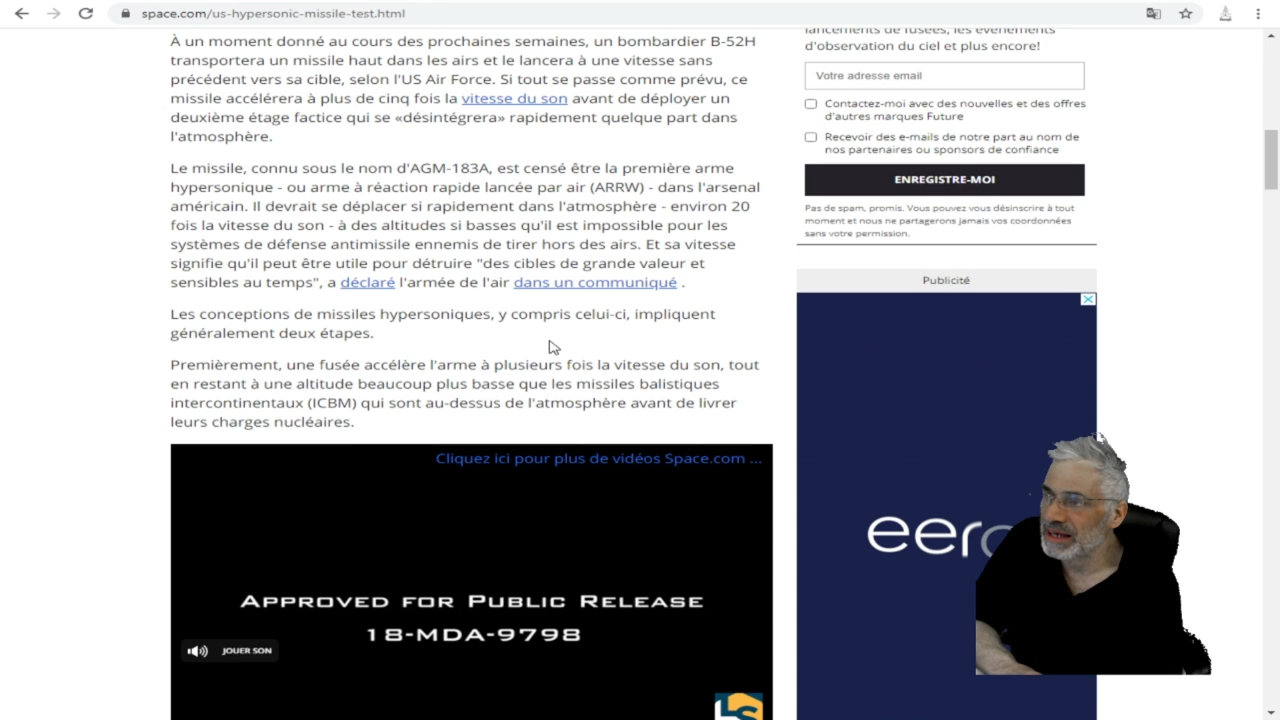 space.com/us-hypersonic-missile-test.html
À un moment donné au cours des prochaines semaines, un bombardier B-52H
transportera un missile haut dans les airs et le lancera à une vitesse sans
précédent vers sa cible, selon l'US Air Force. Si tout se passe comme prévu, ce
missile accélérera à plus de cinq fois la vitesse du son avant de déployer un
deuxième étage factice qui se «désintégrera» rapidement quelque part dans
l'atmosphère.
Le missile, connu sous le nom d'AGM-183A, est censé être la première arme
hypersonique - ou arme à réaction rapide lancée par air (ARRW) - dans l'arsenal
américain. Il devrait se déplacer si rapidement dans l'atmosphère - environ 20
fois la vitesse du son - à des altitudes si basses qu'il est impossible pour les
systèmes de défense antimissile ennemis de tirer hors des airs. Et sa vitesse
signifie qu'il peut être utile pour détruire "des cibles de grande valeur et
sensibles au temps", a déclaré l'armée de l'air dans un communiqué .
Les conceptions de missiles hypersoniques, y compris celui-ci, impliquent
généralement deux étapes.
Premièrement, une fusée accélère l'arme à plusieurs fois la vitesse du son, tout
en restant à une altitude beaucoup plus basse que les missiles balistiques
intercontinentaux (ICBM) qui sont au-dessus de l'atmosphère avant de livrer
leurs charges nucléaires.
Cliquez ici pour plus de vidéos Space.com ...
APPROVED FOR PUBLIC RELEASE
18-MDA-9798
JOUER SON
LS
lancements de fusées, les événements
d'observation du ciel et plus encore!
Votre adresse email
Contactez-moi avec des nouvelles et des offres
d'autres marques Future
Recevoir des e-mails de notre part au nom de
nos partenaires ou sponsors de confiance
ENREGISTRE-MOI
Pas de spam, promis. Vous pouvez vous désinscrire à tout
moment et nous ne partagerons jamais vos coordonnées
sans votre permission.
Publicité
eero